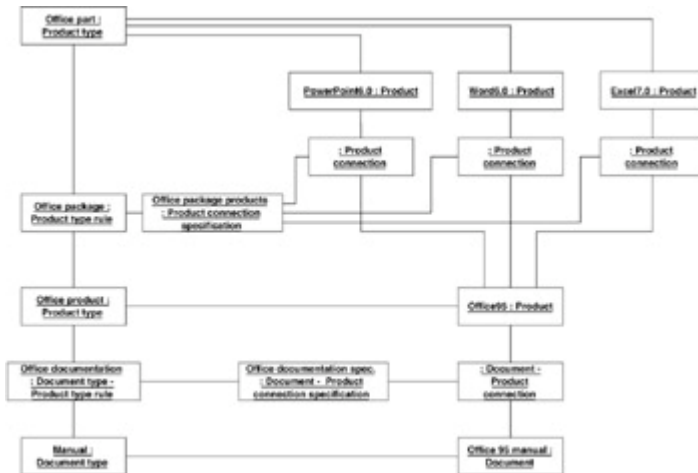 Office part :
Product type
PowerPoint6.0 : Product
Word6.0 : Product
Excel7.0 : Product
: Product
connection
: Product
connection
: Product
connection
Office package :
Product type rule
Office package products
: Product connection
specification
Office product :
Product type
Office95 : Product
Office documentation
: Document type -
Product type rule
Office documentation spec.
: Document - Product
connection specification
: Document -
Product
connection
Manual :
Document type
Office 95 manual :
Document